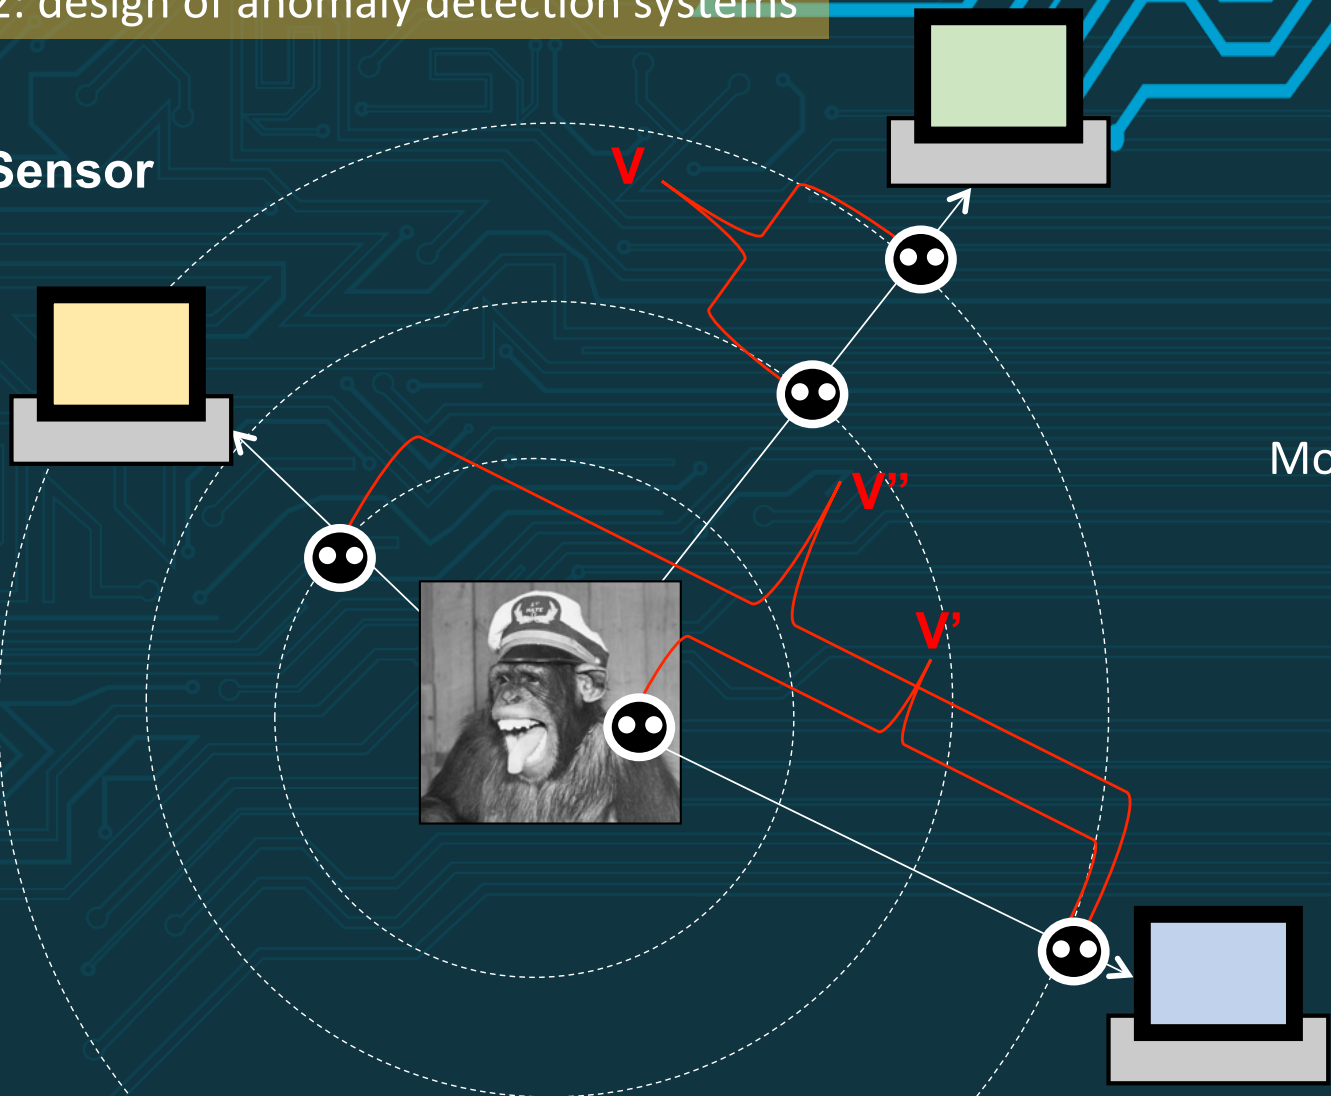 2: design of anomaly detection systems
Sensor
V
V”
Mo
V’